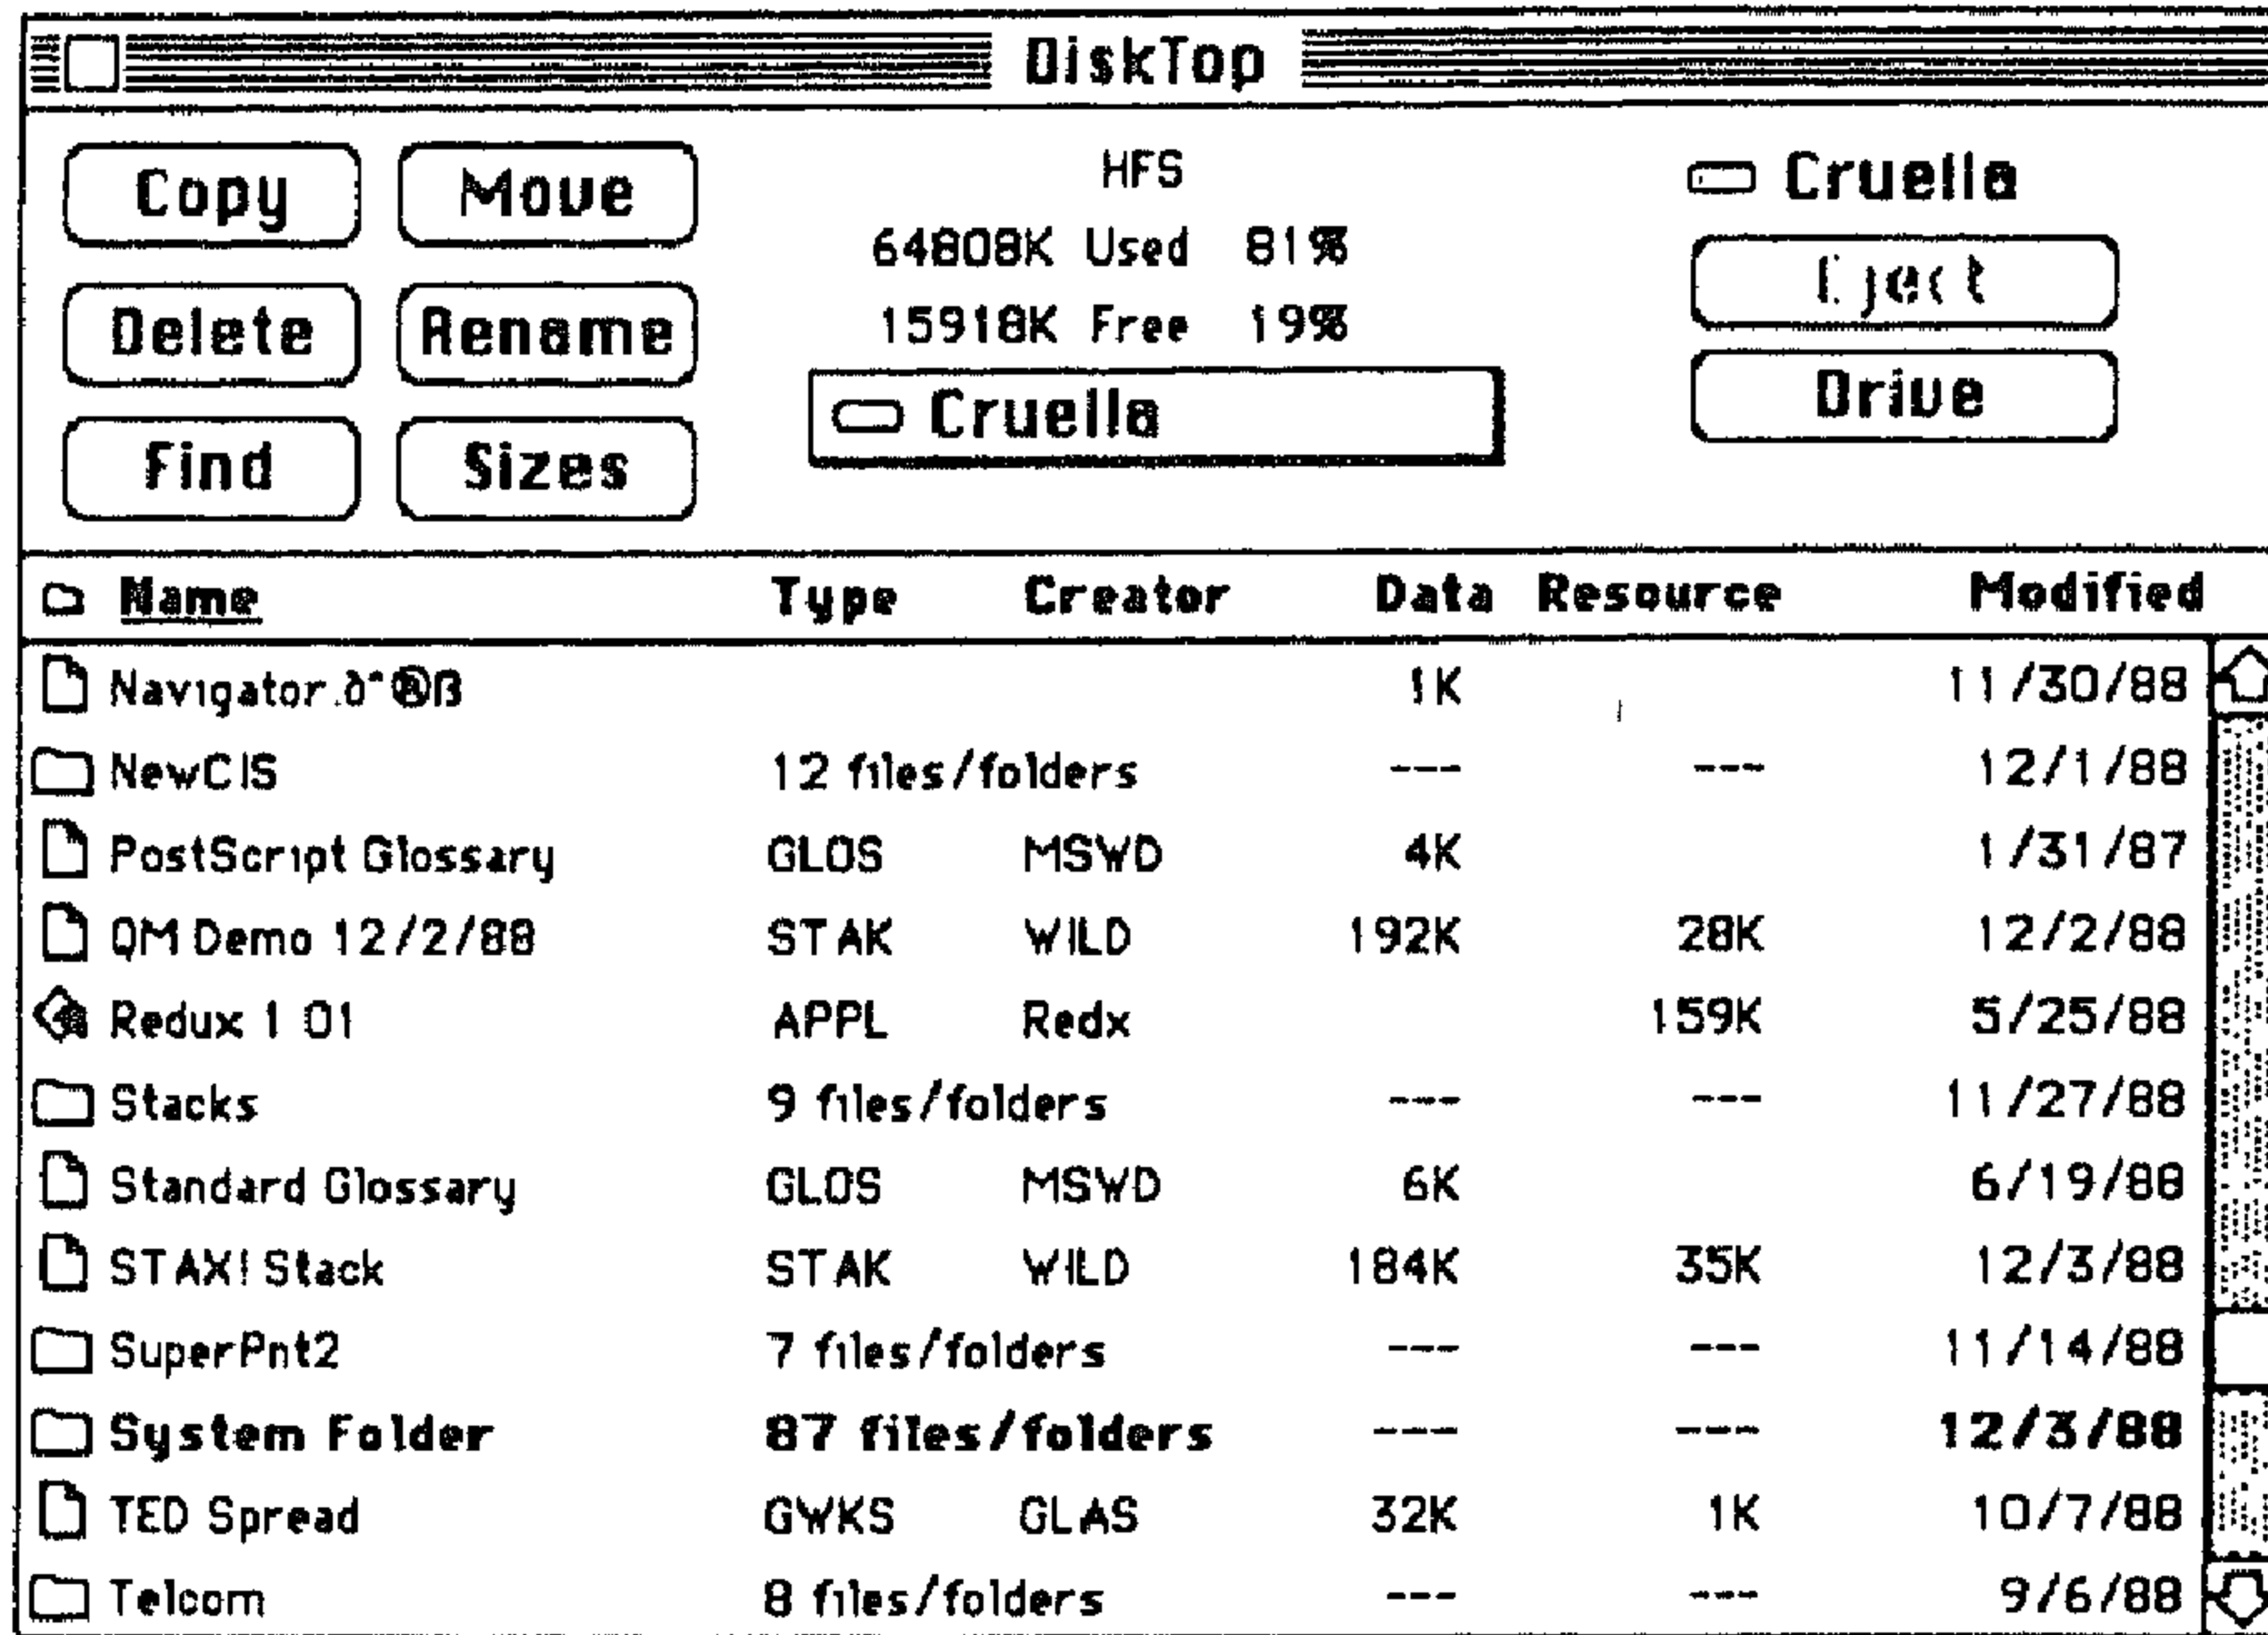 DiskTop
Copy Move HFS Cruella
64808K Used 81%
Eject
Delete Rename 15918K Free 19%
Cruella Drive
Find Sizes
Name Type Creator Data Resource Modified
Navigator.∂ˆ®ß 1K 11/30/88
NewCIS 12 files/folders --- --- 12/1/88
PostScript Glossary GLOS MSWD 4K 1/31/87
QM Demo 12/2/88 STAK WILD 192K 28K 12/2/88
Redux 1 01 APPL Redx 159K 5/25/88
Stacks 9 files/folders --- --- 11/27/88
Standard Glossary GLOS MSWD 6K 6/19/88
STAX! Stack STAK WILD 184K 35K 12/3/88
SuperPnt2 7 files/folders --- --- 11/14/88
System Folder 87 files/folders --- --- 12/3/88
TED Spread GWKS GLAS 32K 1K 10/7/88
Telcom 8 files/folders --- --- 9/6/88